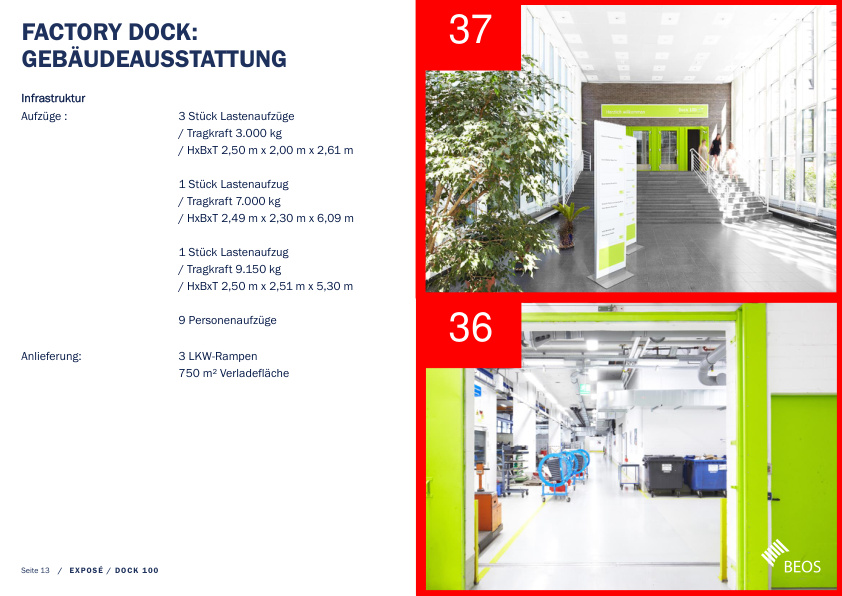 FACTORY DOCK:
GEBÄUDEAUSSTATTUNG
Infrastruktur
Aufzüge :
3 Stück Lastenaufzüge
/ Tragkraft 3.000 kg
/ HxBxT 2,50 m x 2,00 m x 2,61 m
1 Stück Lastenaufzug
/ Tragkraft 7.000 kg
/ HxBxT 2,49 m x 2,30 m x 6,09 m
1 Stück Lastenaufzug
/ Tragkraft 9.150 kg
/ HxBxT 2,50 m x 2,51 m x 5,30 m
9 Personenaufzüge
Anlieferung:
3 LKW-Rampen
750 m² Verladefläche
Seite 13 / EXPOSÉ / DOCK 100
37
36
BEOS